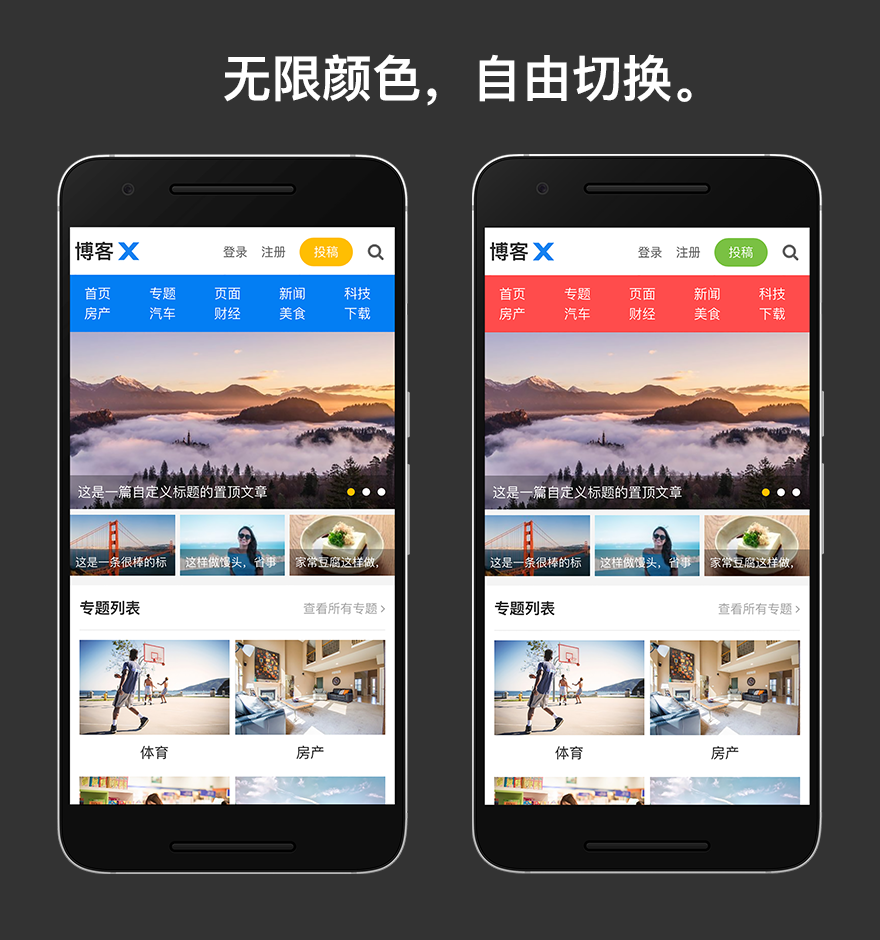 无限颜色，自由切换。
博客 X 登录 注册 投稿
首页 专题 页面 新闻 科技
房产 汽车 财经 美食 下载
这是一篇自定义标题的置顶文章
这是一条很棒的标 这样做馒头，省事 家常豆腐这样做,
专题列表 查看所有专题 >
体育 房产
博客 X 登录 注册 投稿
首页 专题 页面 新闻 科技
房产 汽车 财经 美食 下载
这是一篇自定义标题的置顶文章
这是一条很棒的标 这样做馒头，省事 家常豆腐这样做,
专题列表 查看所有专题 >
体育 房产